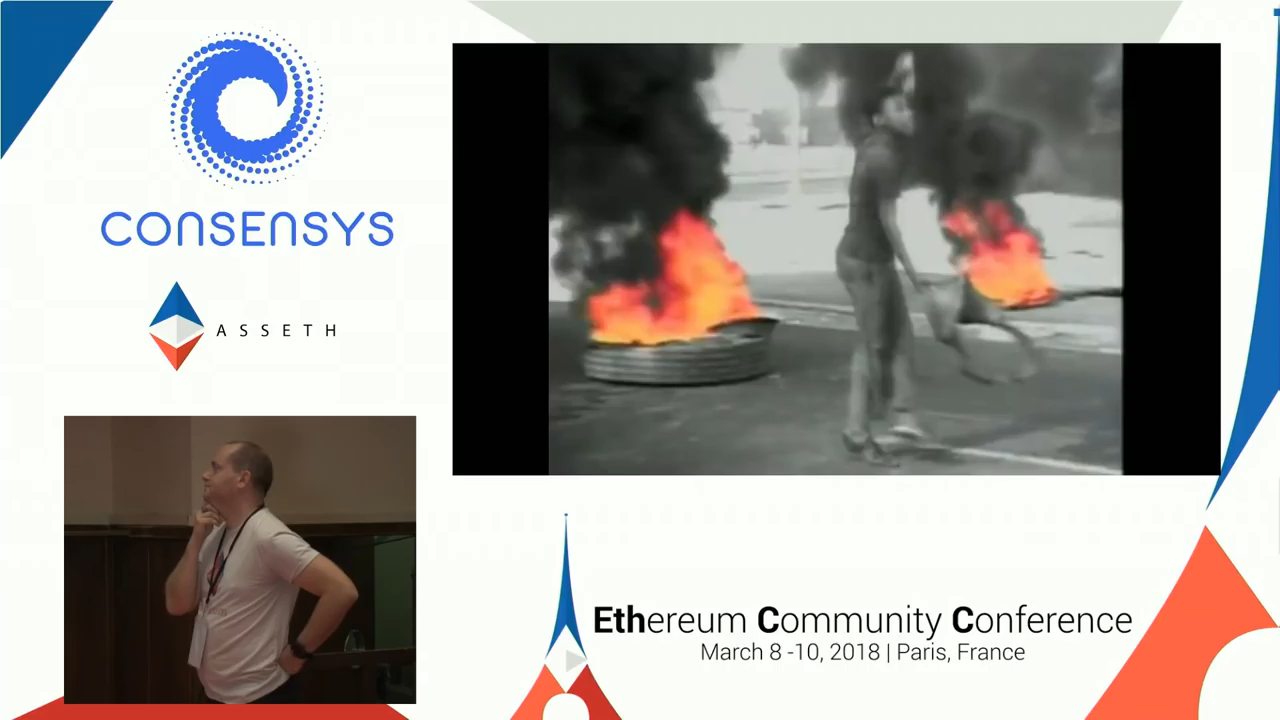 CONSENSYS
ASSETH
Ethereum Community Conference
March 8 -10, 2018 | Paris, France